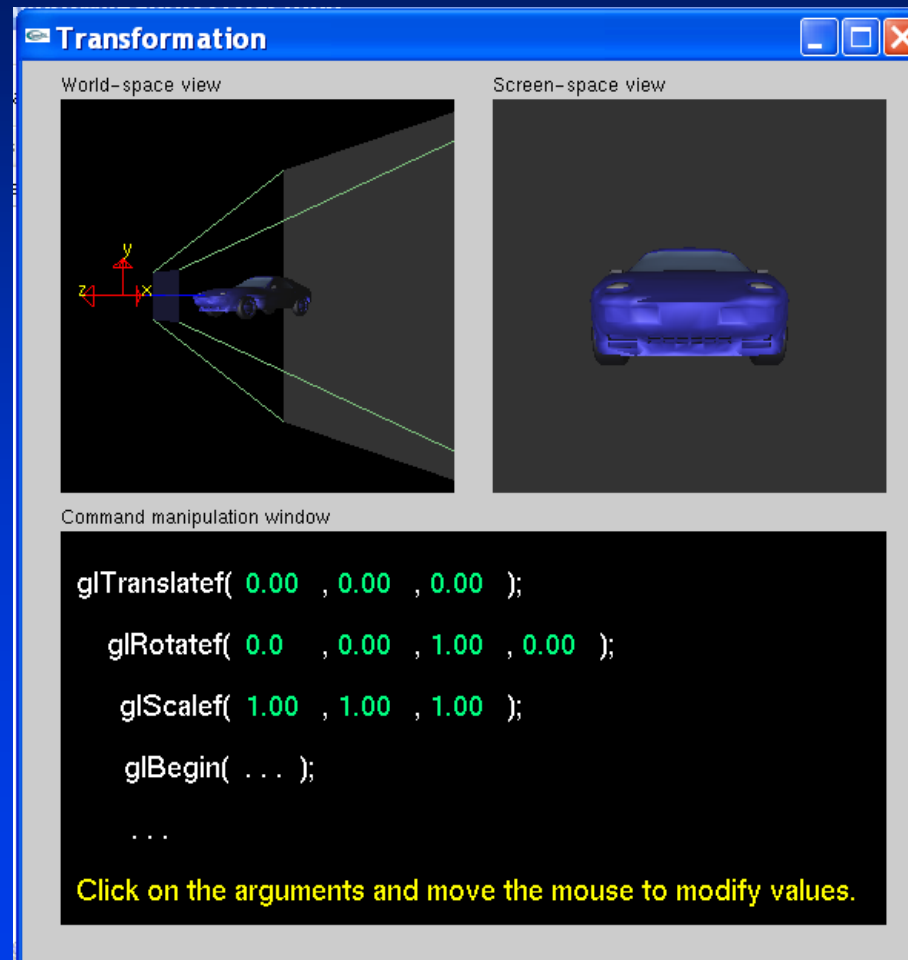 Transformation
World-space view
Screen-space view
y
z
x
Command manipulation window
glTranslatef( 0.00 , 0.00 , 0.00 );
glRotatef( 0.0 , 0.00 , 1.00 , 0.00 );
glScalef( 1.00 , 1.00 , 1.00 );
glBegin( . . . );
. . .
Click on the arguments and move the mouse to modify values.